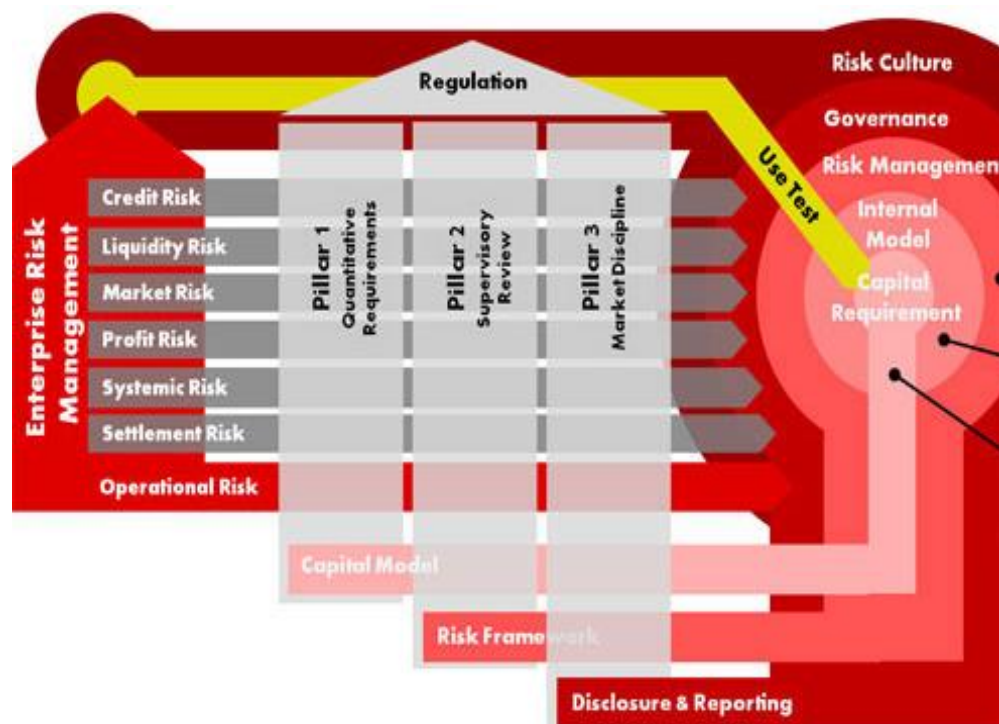 Risk Culture
Regulation
Governance
Use Test
Risk Management
Enterprise Risk
Management
Credit Risk
Liquidity Risk
Market Risk
Profit Risk
Systemic Risk
Settlement Risk
Operational Risk
Pillar 1
Quantitative
Requirements
Pillar 2
Supervisory
Review
Pillar 3
Market Discipline
Internal
Model
Capital
Requirement
Capital Model
Risk Framework
Disclosure & Reporting